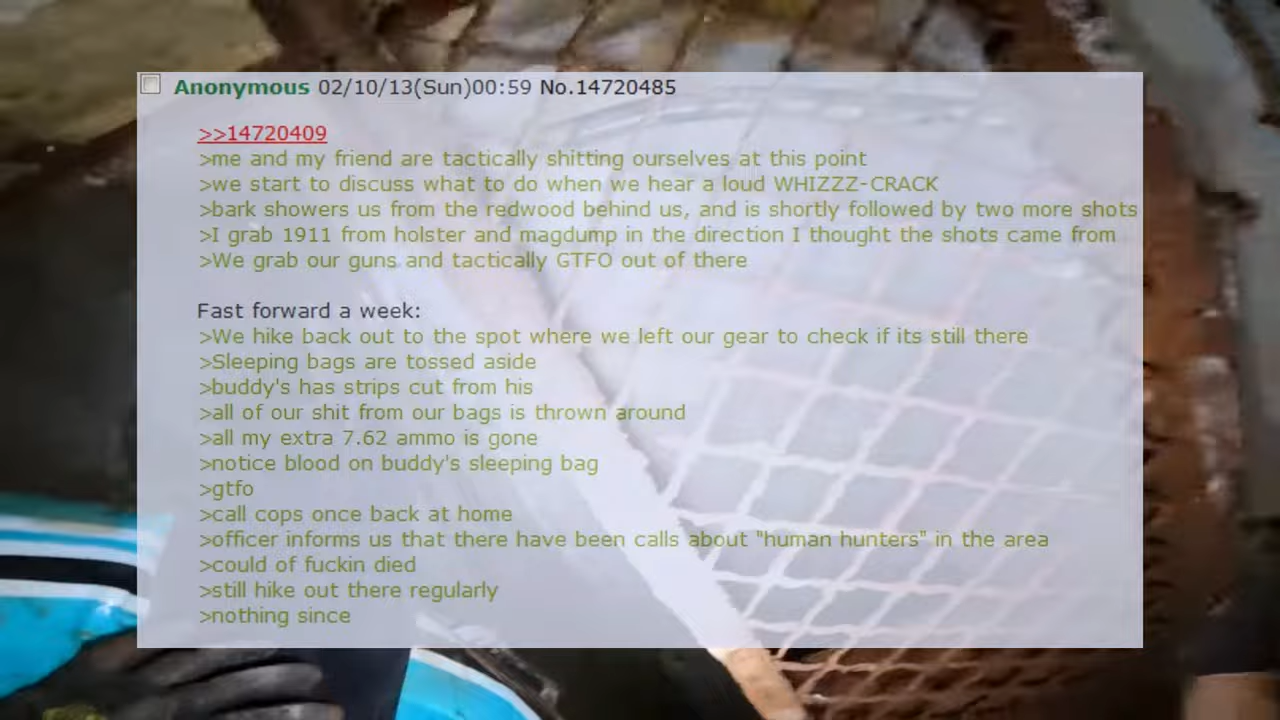 Anonymous 02/10/13(Sun)00:59 No.14720485
>>14720409
>me and my friend are tactically shitting ourselves at this point
>we start to discuss what to do when we hear a loud WHIZZZ-CRACK
>bark showers us from the redwood behind us, and is shortly followed by two more shots
>I grab 1911 from holster and magdump in the direction I thought the shots came from
>We grab our guns and tactically GTFO out of there
Fast forward a week:
>We hike back out to the spot where we left our gear to check if its still there
>Sleeping bags are tossed aside
>buddy's has strips cut from his
>all of our shit from our bags is thrown around
>all my extra 7.62 ammo is gone
>notice blood on buddy's sleeping bag
>gtfo
>call cops once back at home
>officer informs us that there have been calls about "human hunters" in the area
>could of fuckin died
>still hike out there regularly
>nothing since